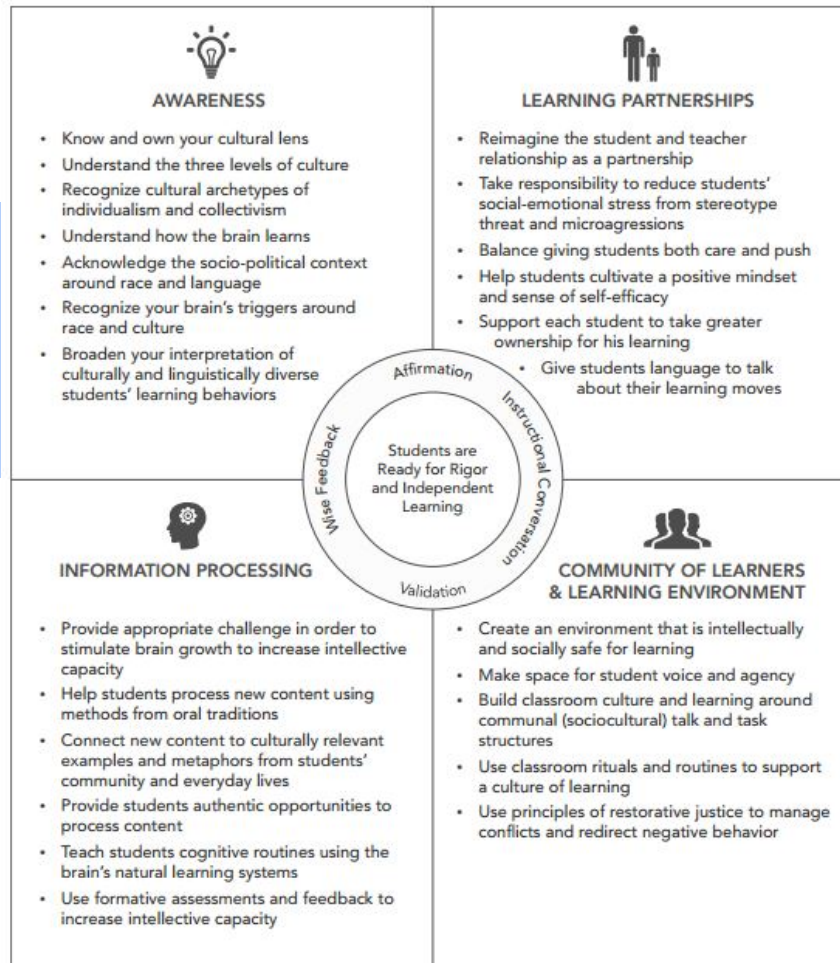 AWARENESS
• Know and own your cultural lens
• Understand the three levels of culture
• Recognize cultural archetypes of
individualism and collectivism
• Understand how the brain learns
• Acknowledge the socio-political context
around race and language
• Recognize your brain's triggers around
race and culture
• Broaden your interpretation of
culturally and linguistically diverse
students' learning behaviors
LEARNING PARTNERSHIPS
• Reimagine the student and teacher
relationship as a partnership
• Take responsibility to reduce students'
social-emotional stress from stereotype
threat and microagressions
• Balance giving students both care and push
• Help students cultivate a positive mindset
and sense of self-efficacy
• Support each student to take greater
ownership for his learning
• Give students language to talk
about their learning moves
Affirmation
Wise Feedback
Instructional Conversation
Students are
Ready for Rigor
and Independent
Learning
Validation
INFORMATION PROCESSING
• Provide appropriate challenge in order to
stimulate brain growth to increase intellective
capacity
• Help students process new content using
methods from oral traditions
• Connect new content to culturally relevant
examples and metaphors from students'
community and everyday lives
• Provide students authentic opportunities to
process content
• Teach students cognitive routines using the
brain's natural learning systems
• Use formative assessments and feedback to
increase intellective capacity
COMMUNITY OF LEARNERS
& LEARNING ENVIRONMENT
• Create an environment that is intellectually
and socially safe for learning
• Make space for student voice and agency
• Build classroom culture and learning around
communal (sociocultural) talk and task
structures
• Use classroom rituals and routines to support
a culture of learning
• Use principles of restorative justice to manage
conflicts and redirect negative behavior